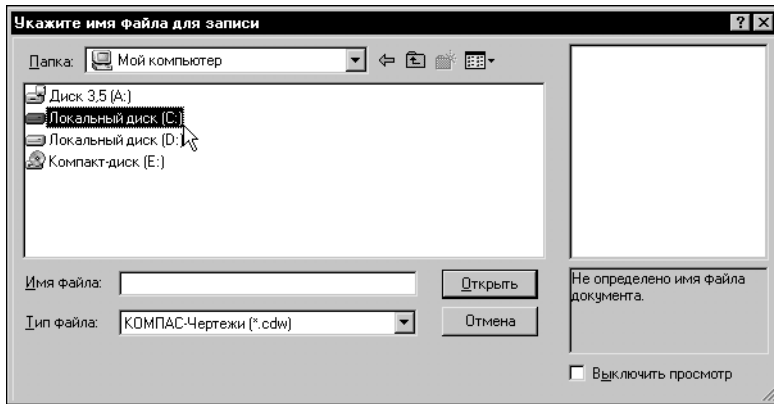 Укажите имя файла для записи
Папка: Мой компьютер
Диск 3,5 (A:)
Локальный диск (C:)
Локальный диск (D:)
Компакт-диск (E:)
Имя файла: Открыть
Тип файла: КОМПАС-Чертежи (*.cdw) Отмена
Не определено имя файла
документа.
Выключить просмотр